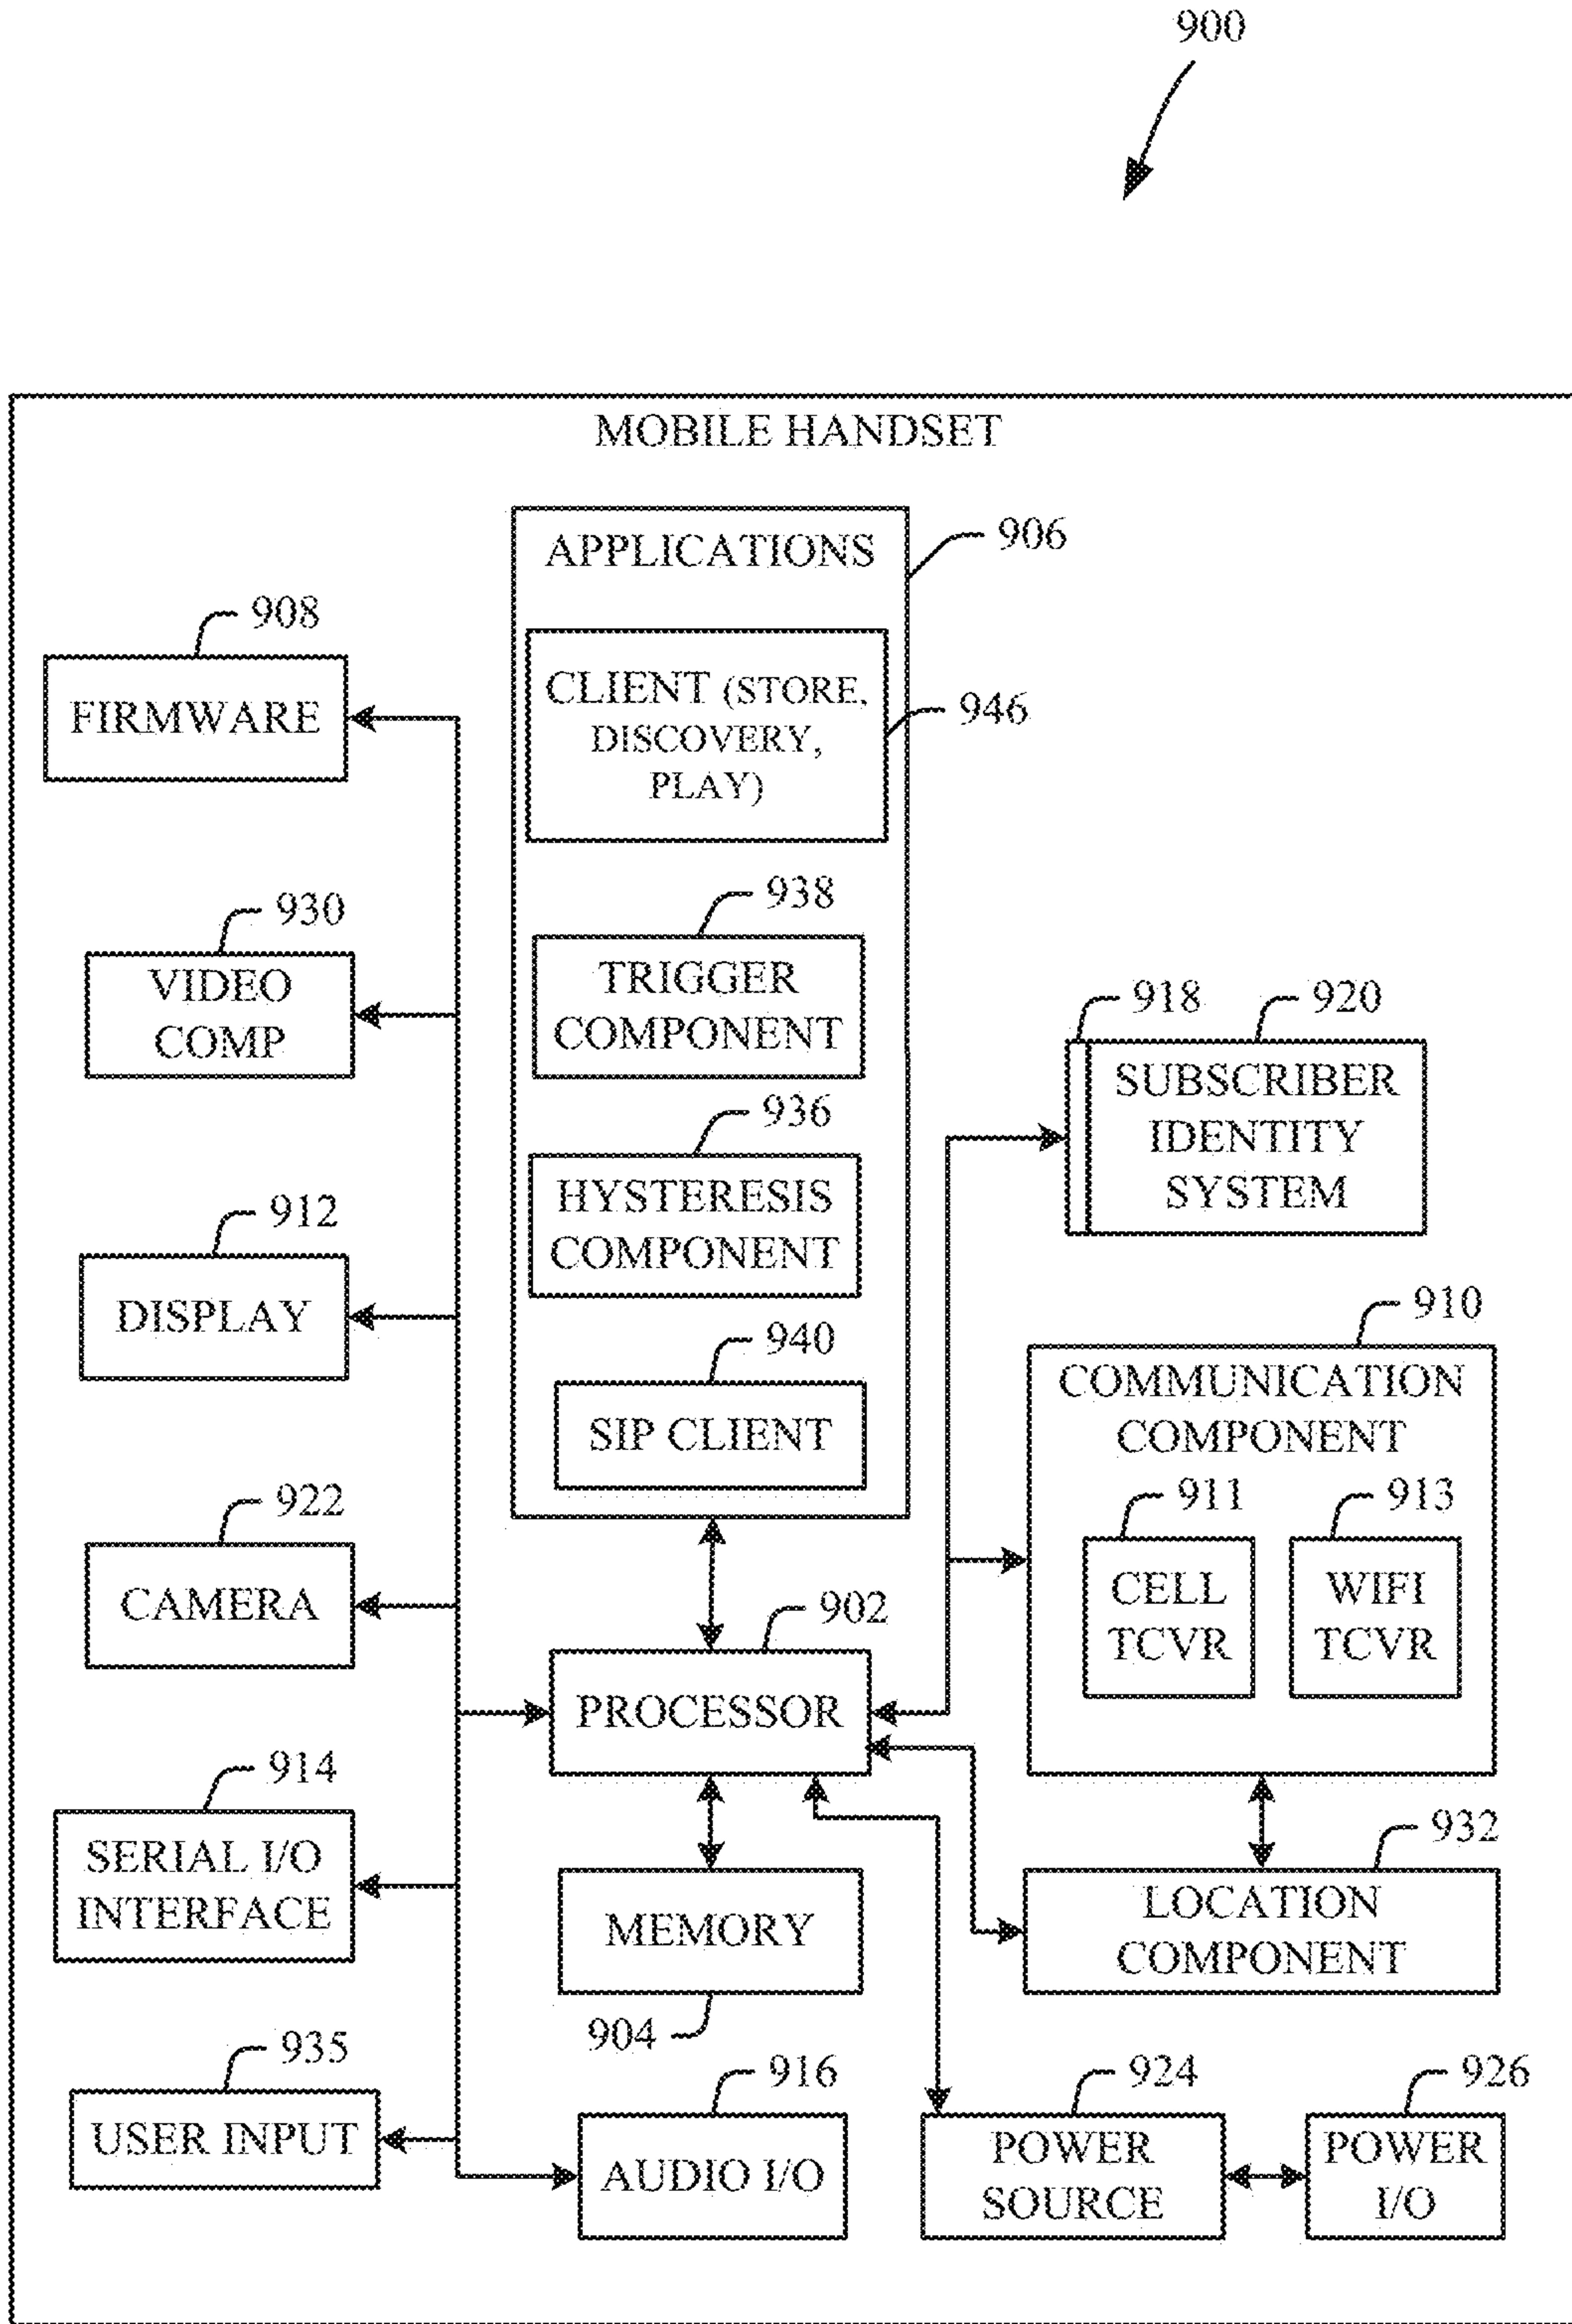 900
MOBILE HANDSET
APPLICATIONS
906
908
FIRMWARE
CLIENT (STORE,
DISCOVERY,
PLAY)
946
930
VIDEO
COMP
938
TRIGGER
COMPONENT
918
920
SUBSCRIBER
IDENTITY
SYSTEM
936
HYSTERESIS
COMPONENT
912
DISPLAY
910
COMMUNICATION
COMPONENT
940
SIP CLIENT
911
CELL
TCVR
913
WIFI
TCVR
922
CAMERA
902
PROCESSOR
914
SERIAL I/O
INTERFACE
MEMORY
904
932
LOCATION
COMPONENT
935
USER INPUT
916
AUDIO I/O
924
POWER
SOURCE
926
POWER
I/O